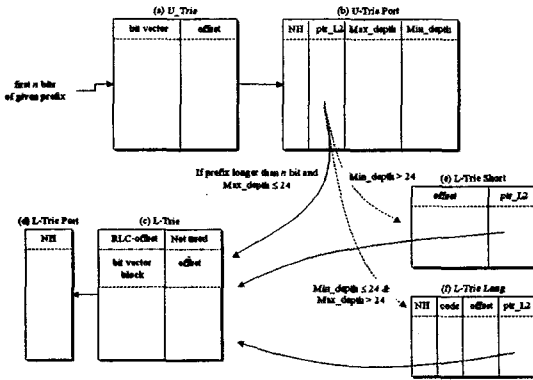 (a) U_Trie
bit vector offset
(b) U-Trie Port
NH ptr_L2 Max_depth Min_depth
first n bits
of given prefix
If prefix longer than n bit and
Max_depth ≤ 24
Min_depth > 24
(e) L-Trie Short
offset ptr_L2
(d) L-Trie Port
NH
(c) L-Trie
RLC-offset Not used
bit vector offset
block
Min_depth ≤ 24 &
Max_depth > 24
(f) L-Trie Long
NH code offset ptr_L2